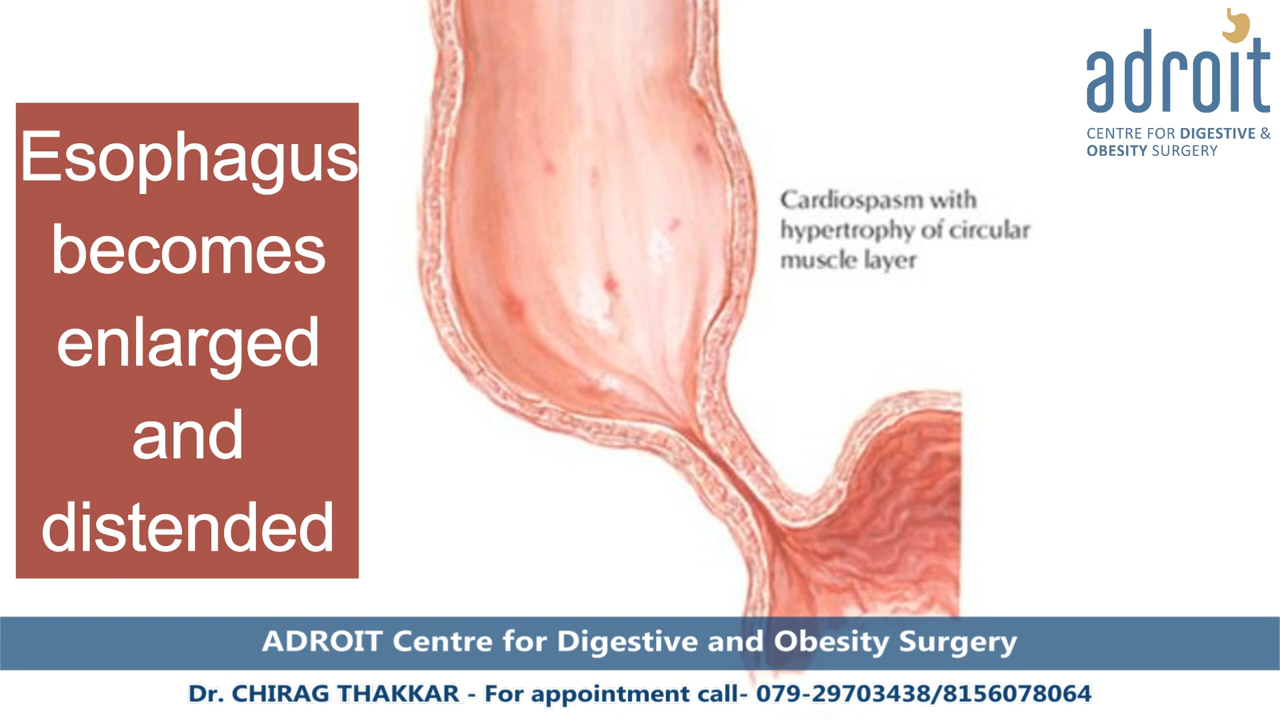 Esophagus
becomes
enlarged
and
distended
adroit
CENTRE FOR DIGESTIVE &
OBESITY SURGERY
Cardiospasm with
hypertrophy of circular
muscle layer
ADROIT Centre for Digestive and Obesity Surgery
Dr. CHIRAG THAKKAR - For appointment call- 079-29703438/8156078064